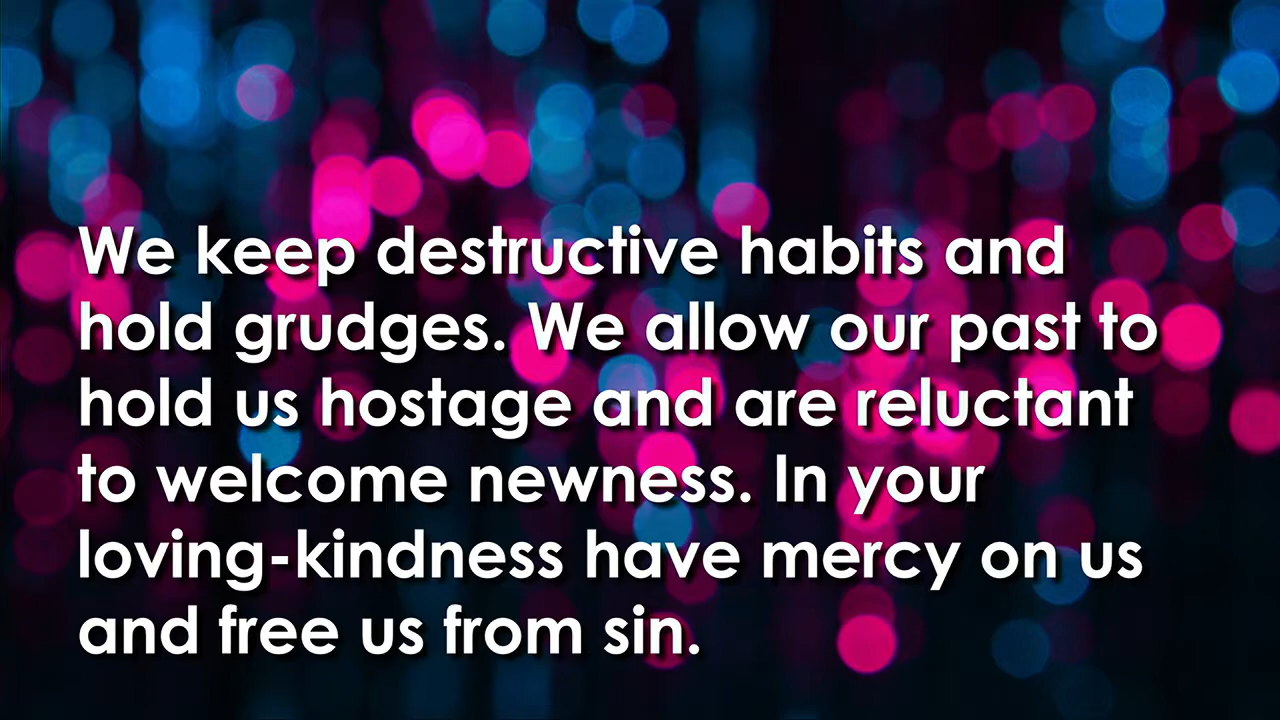 We keep destructive habits and
hold grudges. We allow our past to
hold us hostage and are reluctant
to welcome newness. In your
loving-kindness have mercy on us
and free us from sin.